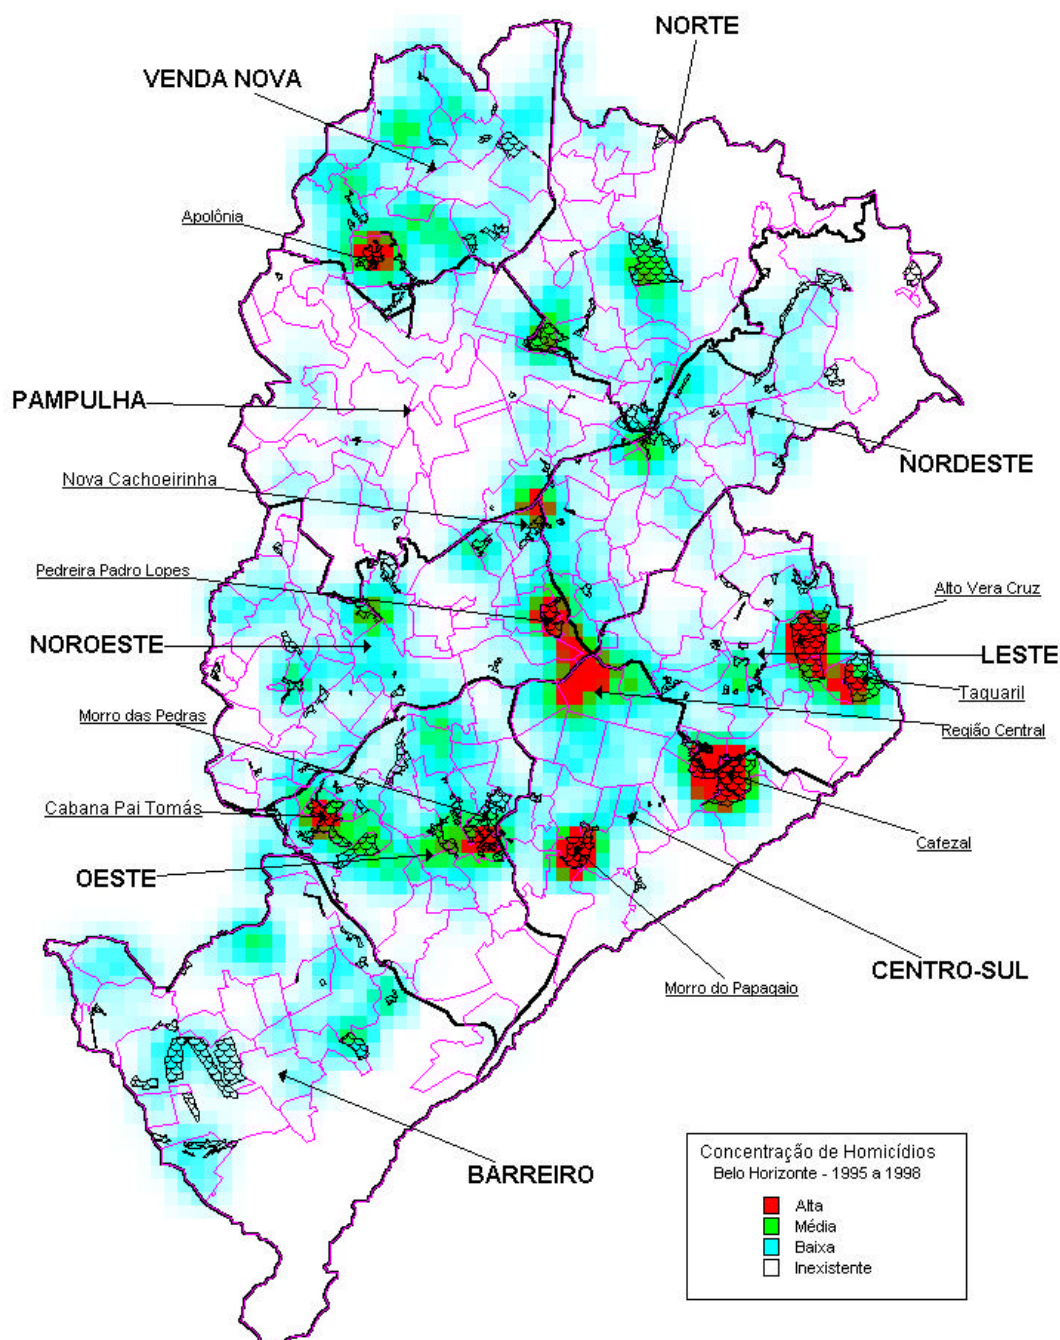 NORTE
VENDA NOVA
Apolônia
PAMPULHA
NORDESTE
Nova Cachoeirinha
Pedreira Padro Lopes
Alto Vera Cruz
NOROESTE
LESTE
Taquaril
Morro das Pedras
Região Central
Cabana Pai Tomás
Cafezal
OESTE
CENTRO-SUL
Morro do Papagaio
BARREIRO
Concentração de Homicídios
Belo Horizonte - 1995 a 1998
Alta
Média
Baixa
Inexistente